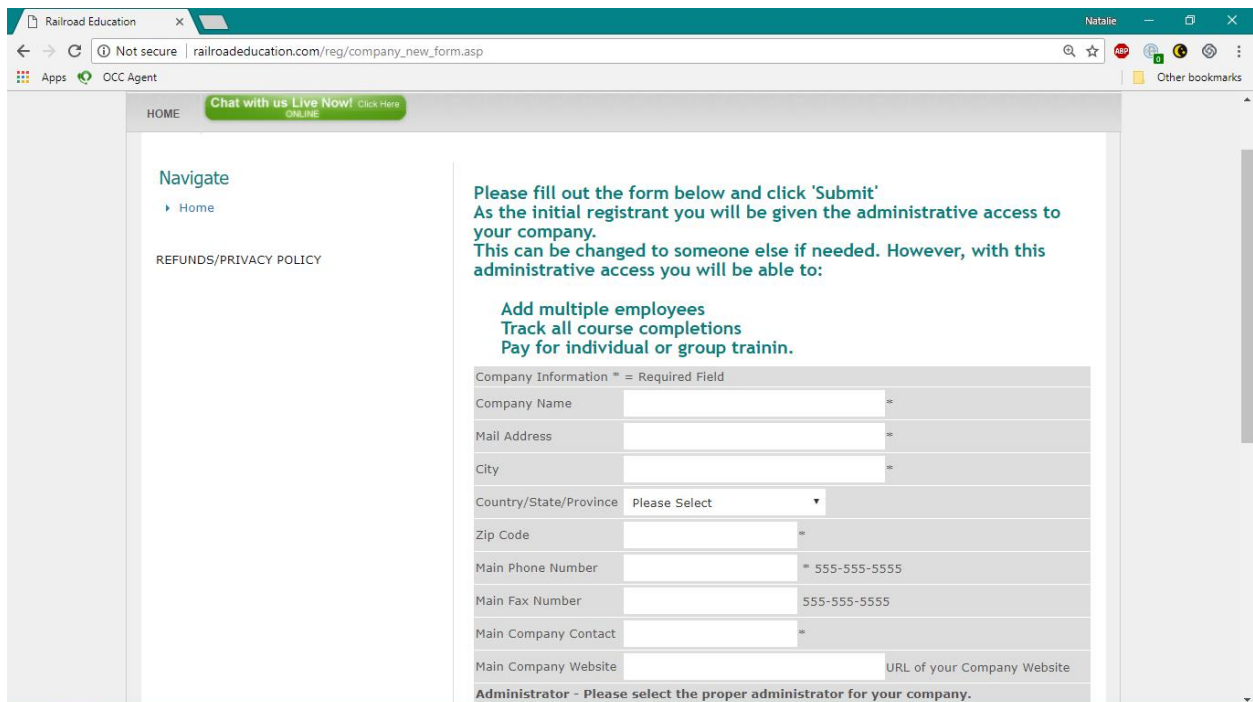 Railroad Education
Natalie
Not secure | railroadeducation.com/reg/company_new_form.asp
ABP
0
Apps
OCC Agent
Other bookmarks
HOME
Chat with us Live Now! Click Here
ONLINE
Navigate
Home
REFUNDS/PRIVACY POLICY
Please fill out the form below and click 'Submit'
As the initial registrant you will be given the administrative access to
your company.
This can be changed to someone else if needed. However, with this
administrative access you will be able to:
Add multiple employees
Track all course completions
Pay for individual or group trainin.
Company Information * = Required Field
Company Name *
Mail Address *
City *
Country/State/Province Please Select
Zip Code *
Main Phone Number * 555-555-5555
Main Fax Number 555-555-5555
Main Company Contact *
Main Company Website URL of your Company Website
Administrator - Please select the proper administrator for your company.